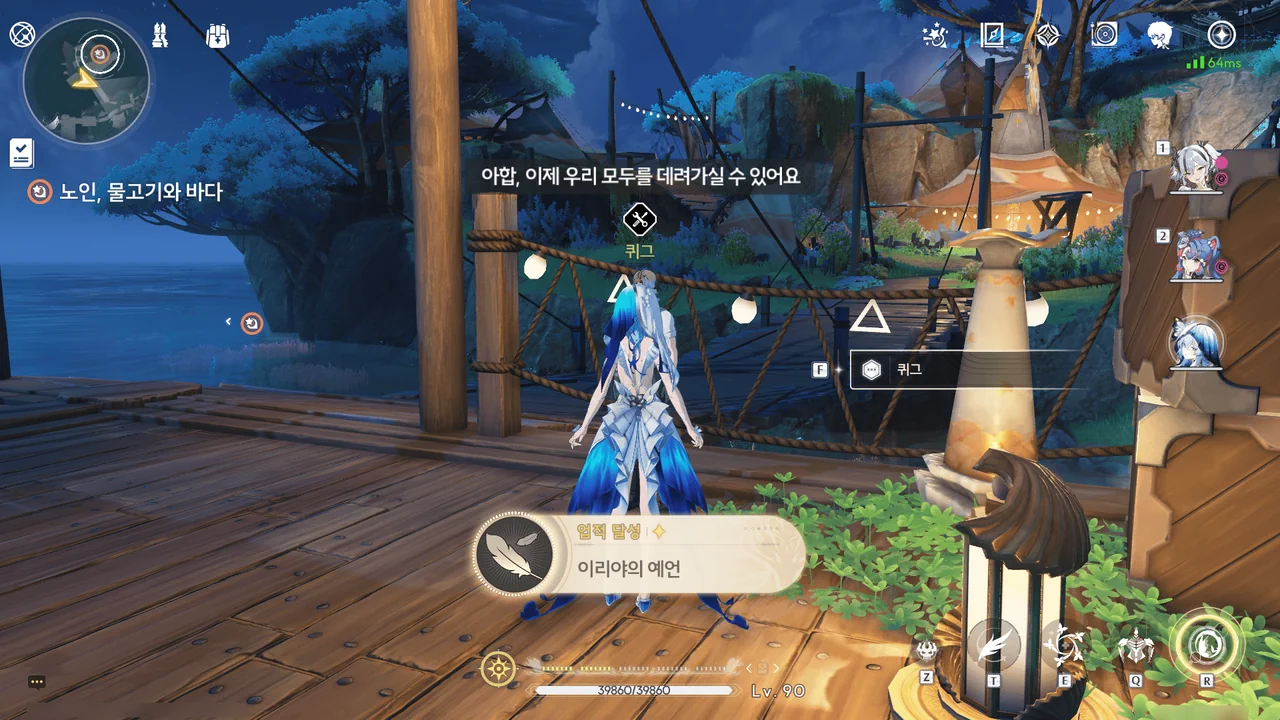 64ms
1
노인, 물고기와 바다
아합, 이제 우리 모두를 데려가실 수 있어요
2
퀴그
F
퀴그
업적 달성
이리야의 예언
39860/39860
Lv. 90
Z
T
E
Q
R